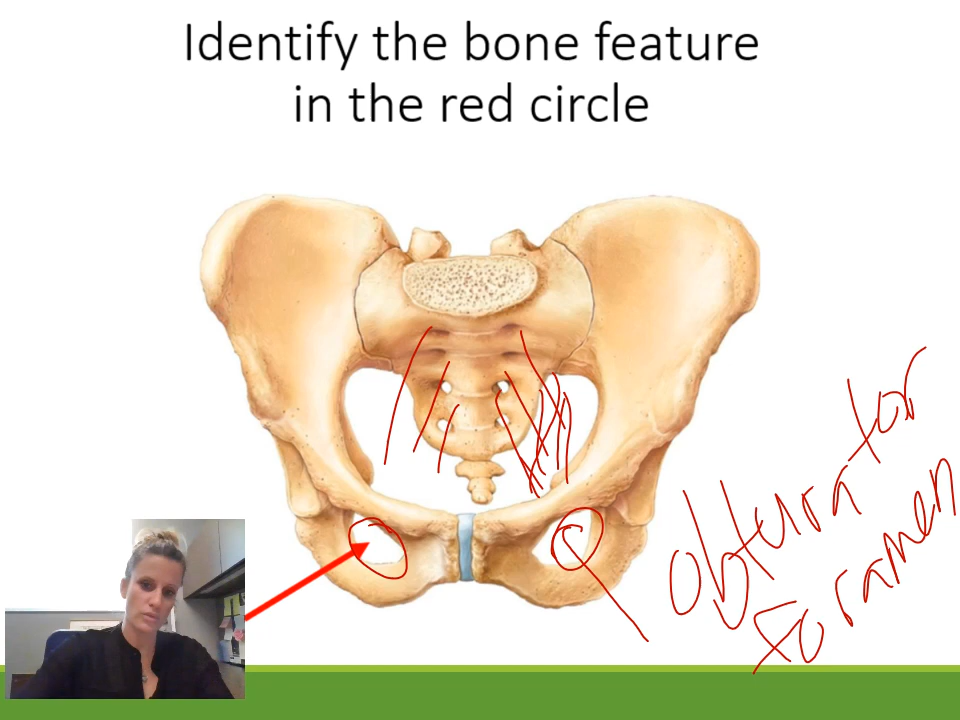 Identify the bone feature
in the red circle
Obturator
Foramen